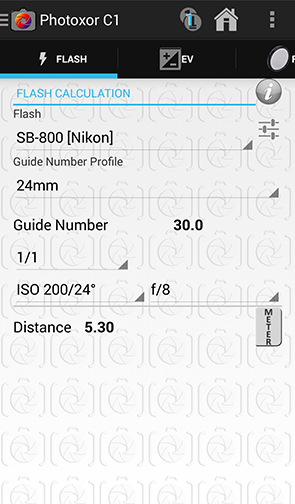 Photoxor C1
FLASH
EV
FLASH CALCULATION
Flash
SB-800 [Nikon]
Guide Number Profile
24mm
Guide Number 30.0
1/1
ISO 200/24° f/8
Distance 5.30
METER